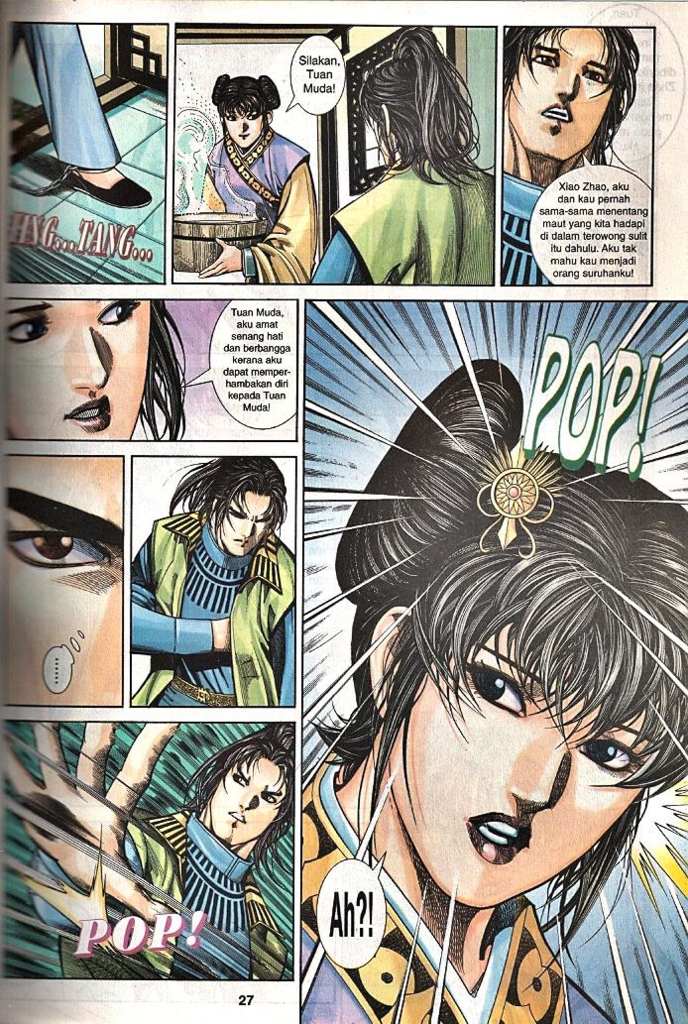 Silakan,
Tuan
Muda!
TANG...
Xiao Zhao, aku
dan kau pernah
sama-sama menentang
maut yang kita hadapi
di dalam terowong sulit
itu dahulu. Aku tak
mahu kau menjadi
orang suruhanku!
Tuan Muda,
aku amat
senang hati
dan berbangga
kerana aku
dapat memper-
hambakan diri
kepada Tuan
Muda!
POP!
.......
POP!
Ah?!
27